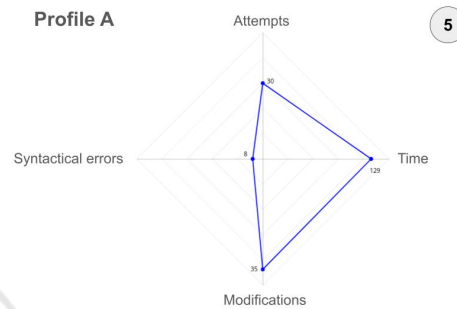 Profile A
5
Attempts
30
Syntactical errors
8
Time
129
35
Modifications